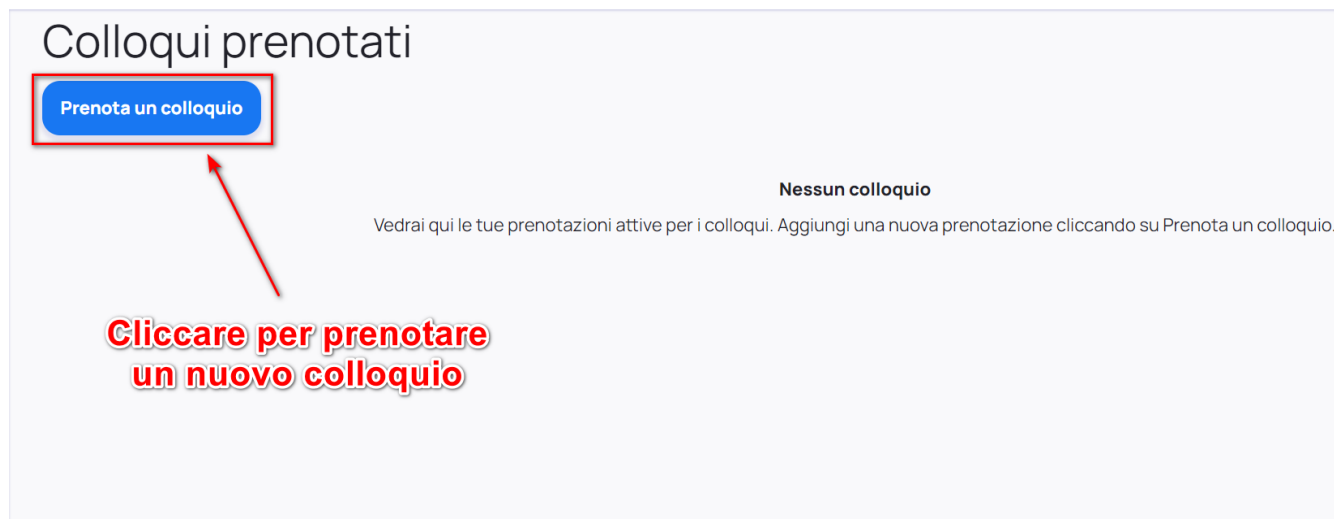 Colloqui prenotati
Prenota un colloquio
Nessun colloquio
Vedrai qui le tue prenotazioni attive per i colloqui. Aggiungi una nuova prenotazione cliccando su Prenota un colloquio.
Cliccare per prenotare
un nuovo colloquio